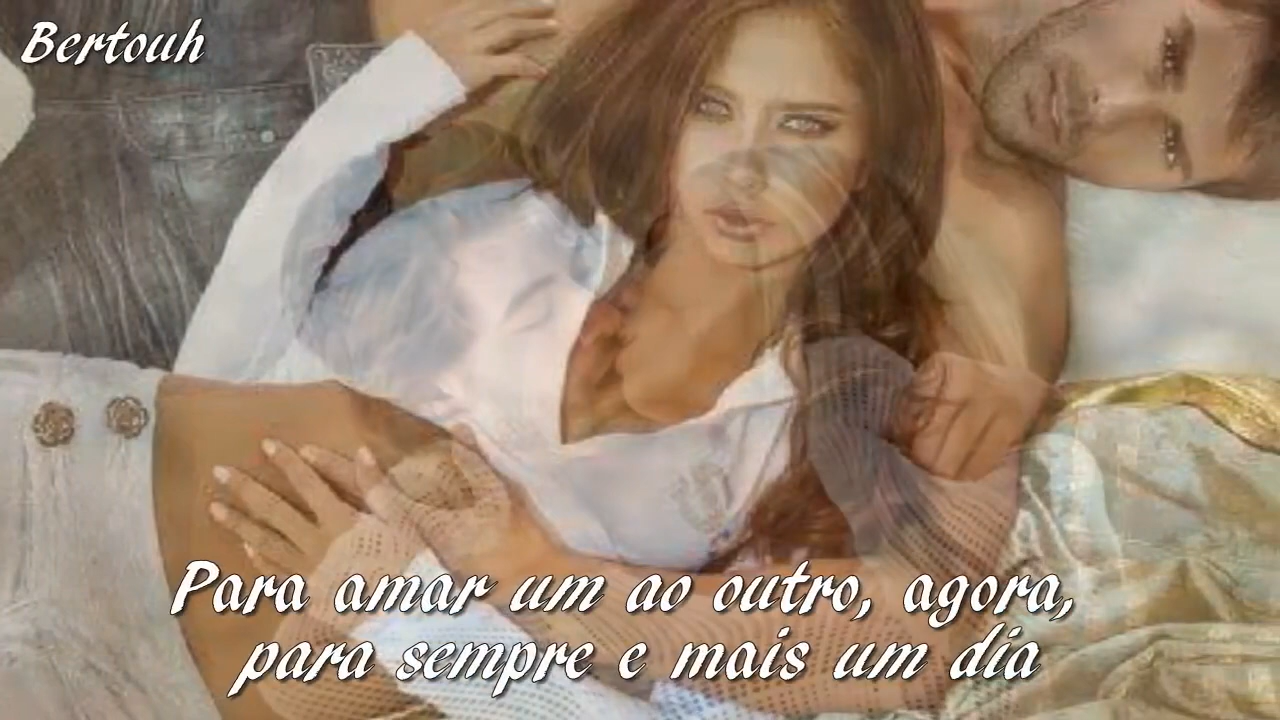 Bertouh
Para amar um ao outro, agora,
para sempre e mais um dia